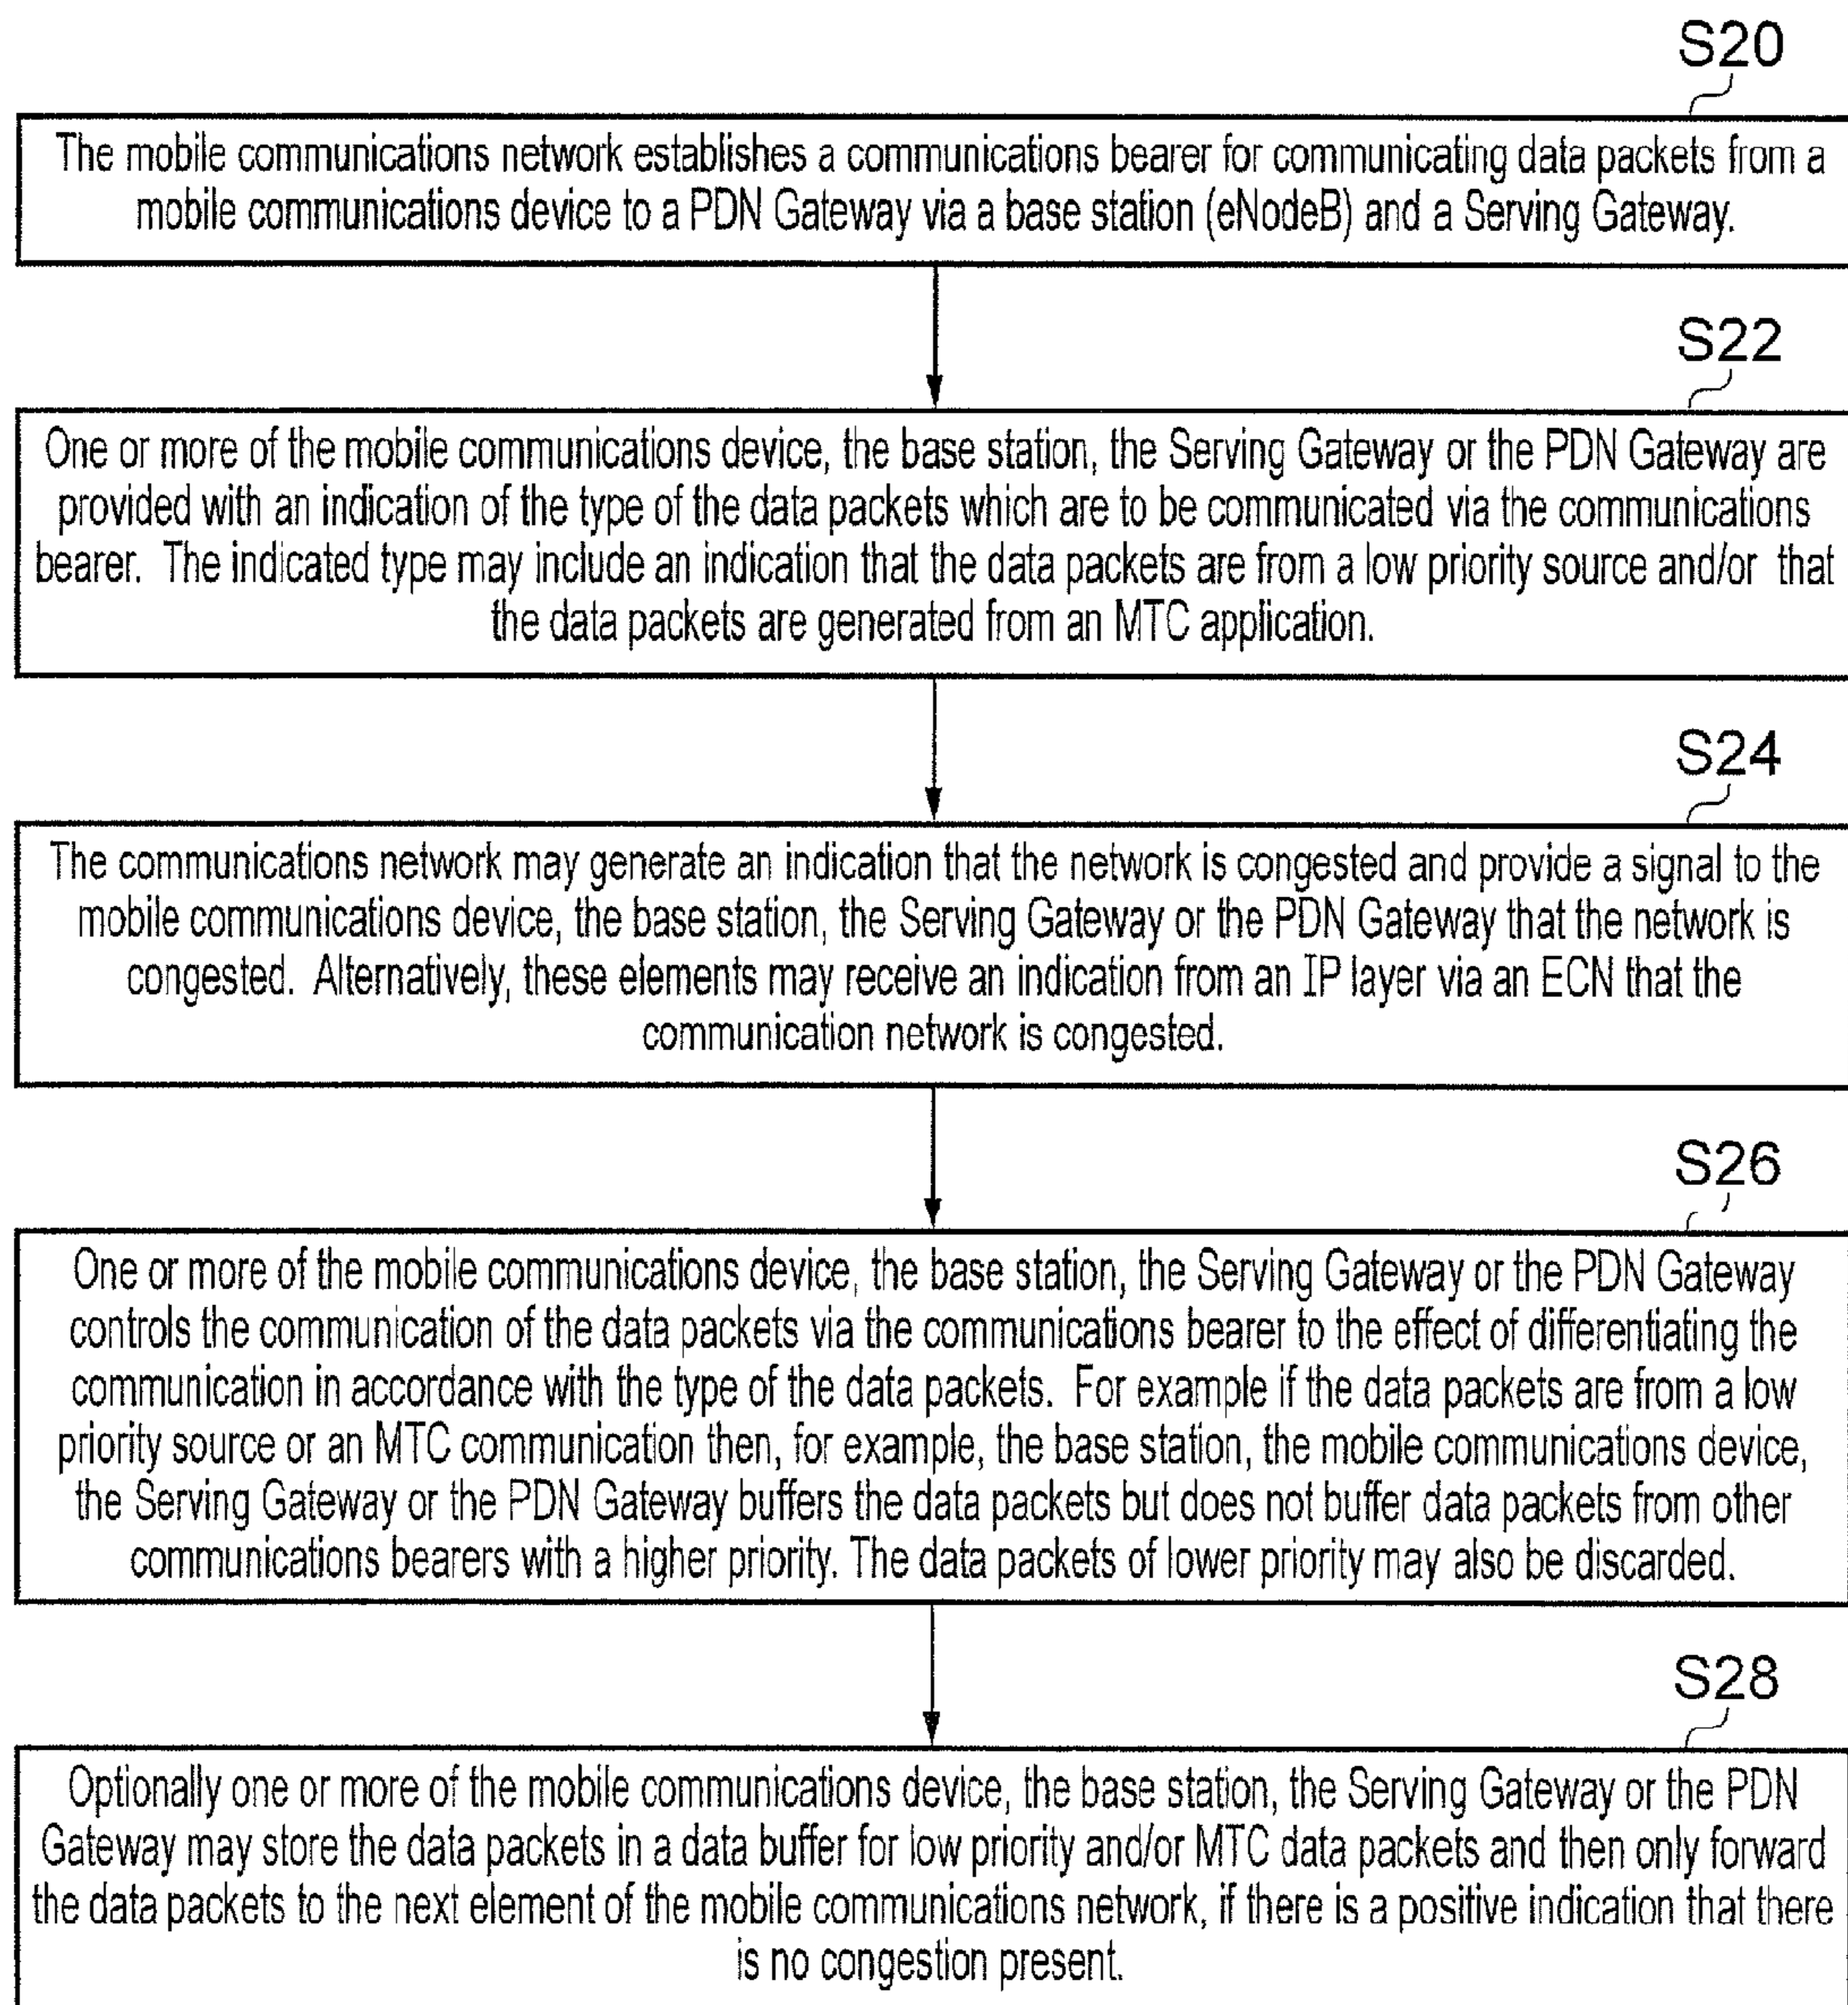 S20
The mobile communications network establishes a communications bearer for communicating data packets from a
mobile communications device to a PDN Gateway via a base station (eNodeB) and a Serving Gateway.
S22
One or more of the mobile communications device, the base station, the Serving Gateway or the PDN Gateway are
provided with an indication of the type of the data packets which are to be communicated via the communications
bearer. The indicated type may include an indication that the data packets are from a low priority source and/or that
the data packets are generated from an MTC application.
S24
The communications network may generate an indication that the network is congested and provide a signal to the
mobile communications device, the base station, the Serving Gateway or the PDN Gateway that the network is
congested. Alternatively, these elements may receive an indication from an IP layer via an ECN that the
communication network is congested.
S26
One or more of the mobile communications device, the base station, the Serving Gateway or the PDN Gateway
controls the communication of the data packets via the communications bearer to the effect of differentiating the
communication in accordance with the type of the data packets. For example if the data packets are from a low
priority source or an MTC communication then, for example, the base station, the mobile communications device,
the Serving Gateway or the PDN Gateway buffers the data packets but does not buffer data packets from other
communications bearers with a higher priority. The data packets of lower priority may also be discarded.
S28
Optionally one or more of the mobile communications device, the base station, the Serving Gateway or the PDN
Gateway may store the data packets in a data buffer for low priority and/or MTC data packets and then only forward
the data packets to the next element of the mobile communications network, if there is a positive indication that there
is no congestion present.